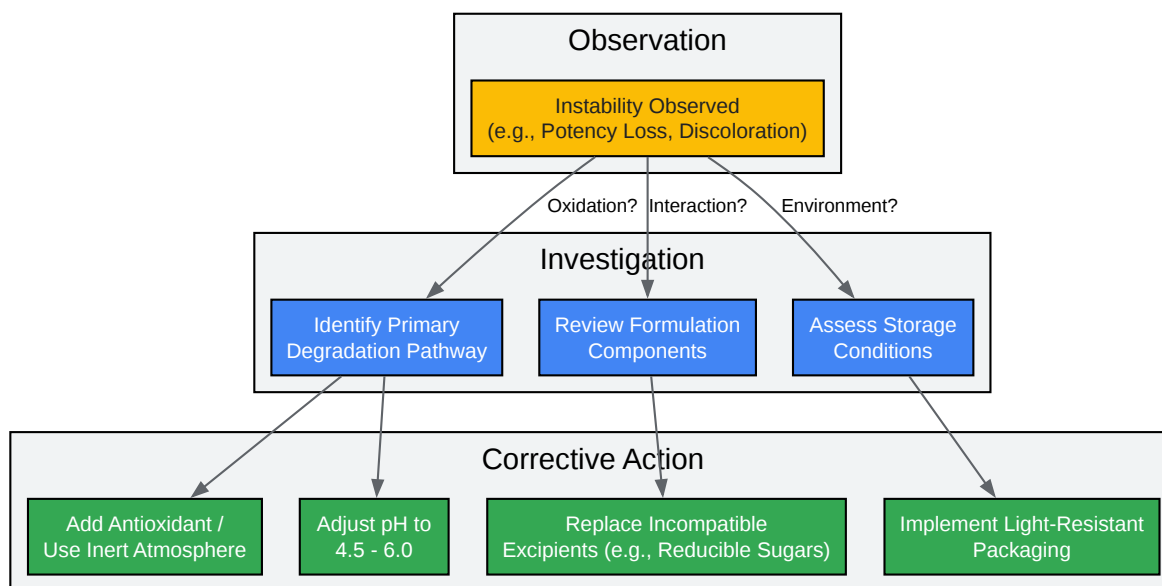 Observation
Instability Observed
(e.g., Potency Loss, Discoloration)
Oxidation?
Interaction?
Environment?
Investigation
Identify Primary
Degradation Pathway
Review Formulation
Components
Assess Storage
Conditions
Corrective Action
Add Antioxidant /
Use Inert Atmosphere
Adjust pH to
4.5 - 6.0
Replace Incompatible
Excipients (e.g., Reducible Sugars)
Implement Light-Resistant
Packaging